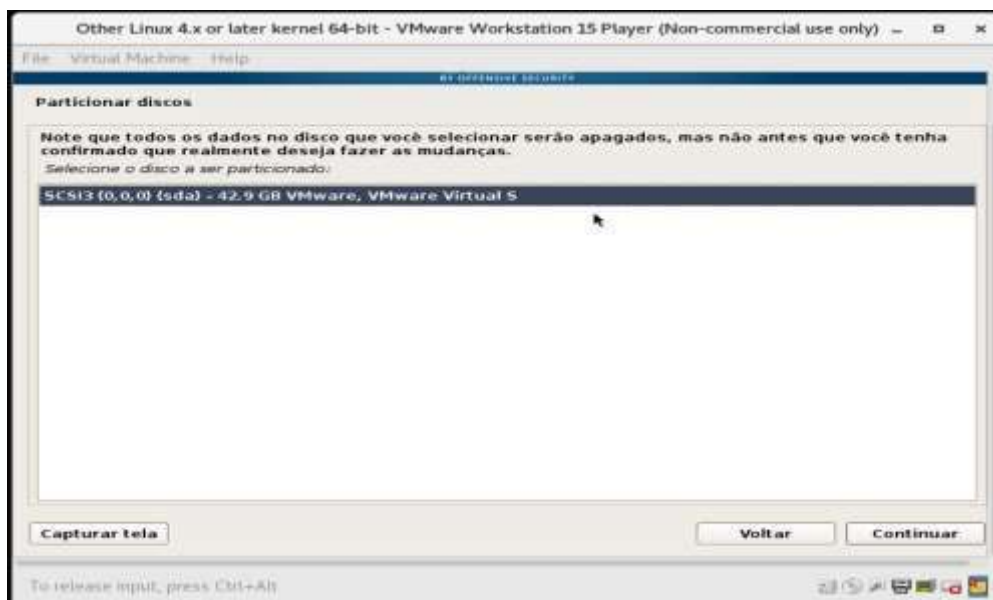 Other Linux 4.x or later kernel 64-bit - VMware Workstation 15 Player (Non-commercial use only)
File Virtual Machine Help
BY OFFENSIVE SECURITY
Particionar discos
Note que todos os dados no disco que você selecionar serão apagados, mas não antes que você tenha
confirmado que realmente deseja fazer as mudanças.
Selecione o disco a ser particionado:
SCSI3 (0,0,0) (sda) - 42.9 GB VMware, VMware Virtual S
Capturar tela Voltar Continuar
To release input, press Ctrl+Alt